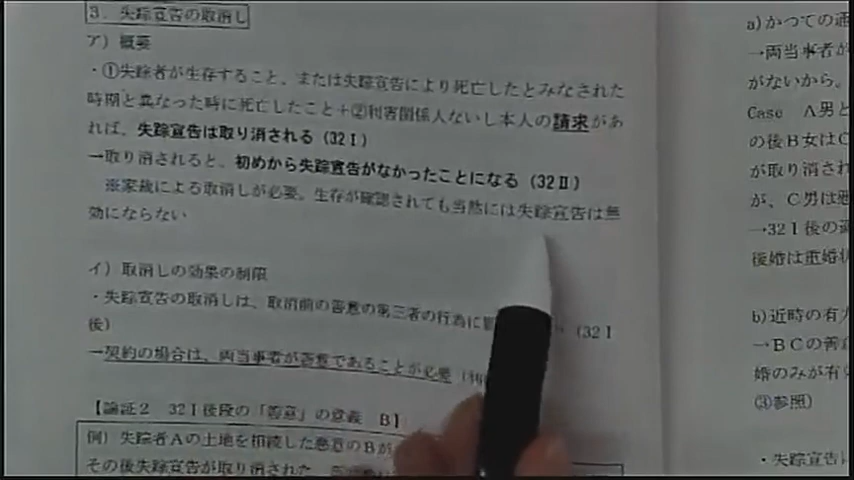 3．失踪宣告の取消し
ア）概要
・①失踪者が生存すること、または失踪宣告により死亡したとみなされた
時期と異なった時に死亡したこと＋②利害関係人ないし本人の請求があ
れば、失踪宣告は取り消される（32Ⅰ）
→取り消されると、初めから失踪宣告がなかったことになる（32Ⅱ）
※家裁による取消しが必要。生存が確認されても当然には失踪宣告は無
効にならない
イ）取消しの効果の制限
・失踪宣告の取消しは、取消前の善意の第三者の行為に影
（32Ⅰ
後）
→契約の場合は、両当事者が善意であることが必要
【論証2　32Ⅰ後段の「善意」の意義　B】
例）失踪者Aの土地を相続した悪意のBが
その後失踪宣告が取り消された
a)かつての通
→両当事者が
がないから。
Case　A男と
の後B女はC
が取り消され
が、C男は悪
→32Ⅰ後の適
後婚は重婚状
b)近時の有力
→BCの善意
婚のみが有効
③参照）
・失踪宣告